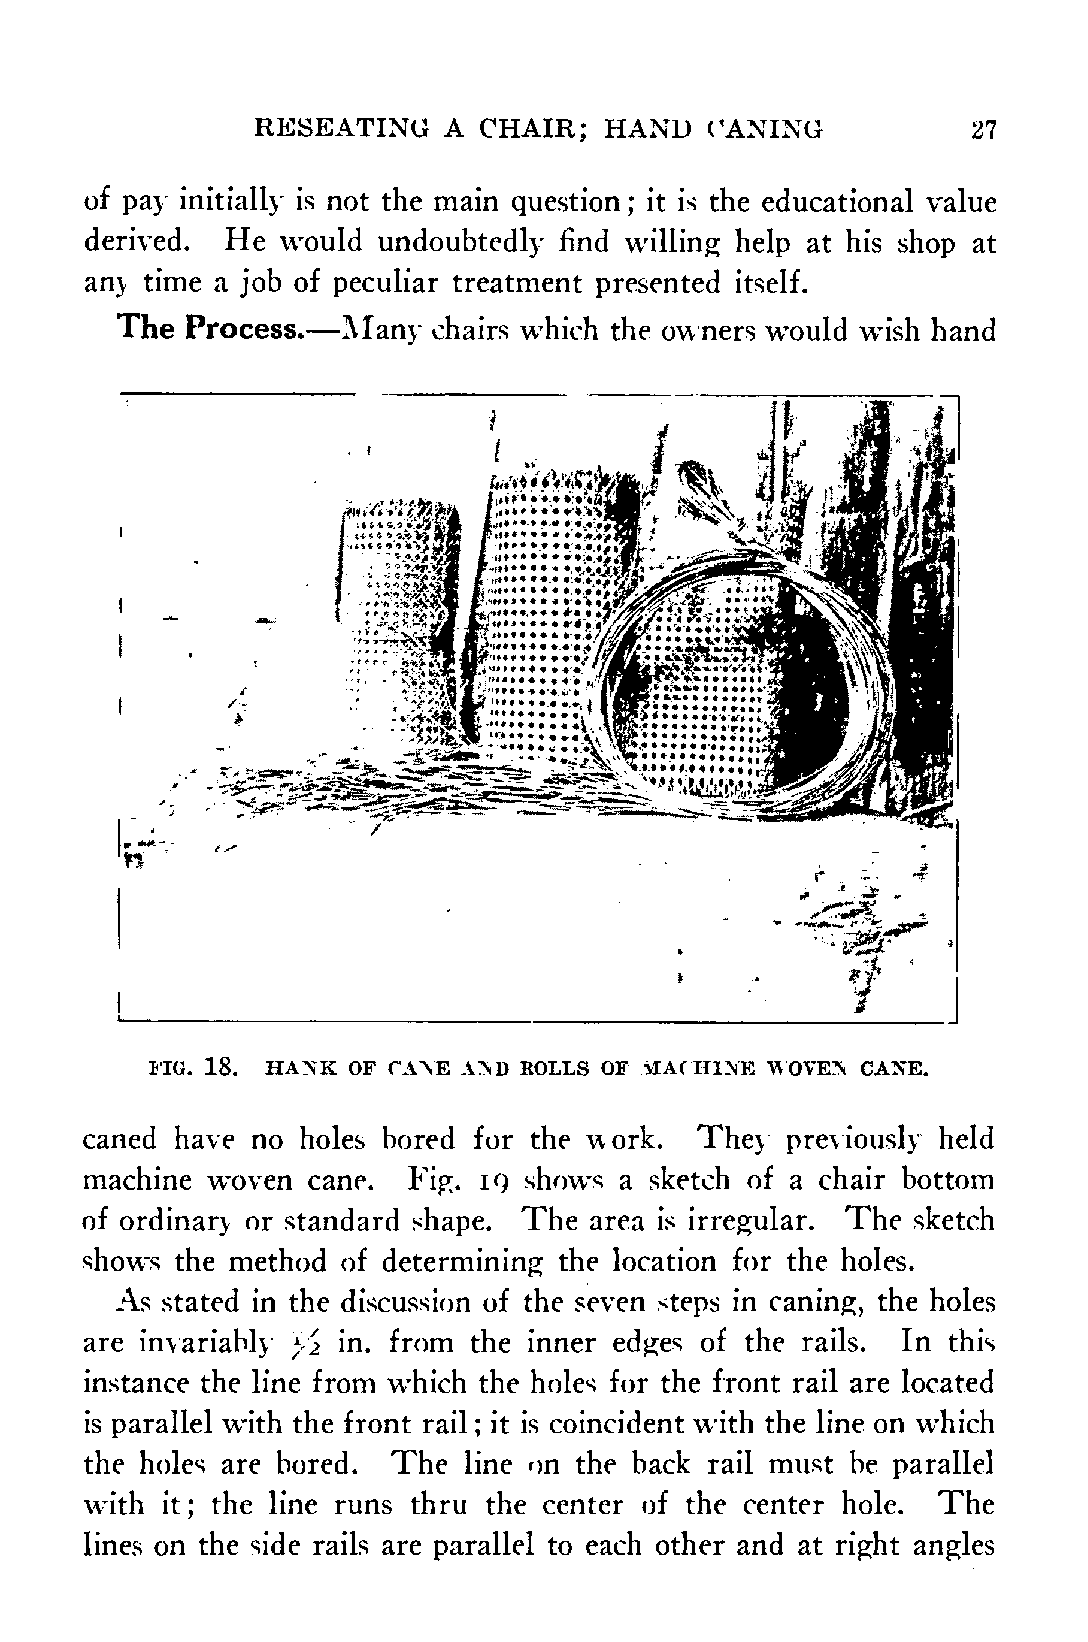 RESEATING A CHAIR; HAND CANING 27
of pay initially is not the main question; it is the educational value
derived. He would undoubtedly find willing help at his shop at
any time a job of peculiar treatment presented itself.
The Process.—Many chairs which the owners would wish hand
FIG. 18. HANK OF CANE AND ROLLS OF MACHINE WOVEN CANE.
caned have no holes bored for the work. They previously held
machine woven cane. Fig. 19 shows a sketch of a chair bottom
of ordinary or standard shape. The area is irregular. The sketch
shows the method of determining the location for the holes.
As stated in the discussion of the seven steps in caning, the holes
are invariably ½ in. from the inner edges of the rails. In this
instance the line from which the holes for the front rail are located
is parallel with the front rail; it is coincident with the line on which
the holes are bored. The line on the back rail must be parallel
with it; the line runs thru the center of the center hole. The
lines on the side rails are parallel to each other and at right angles